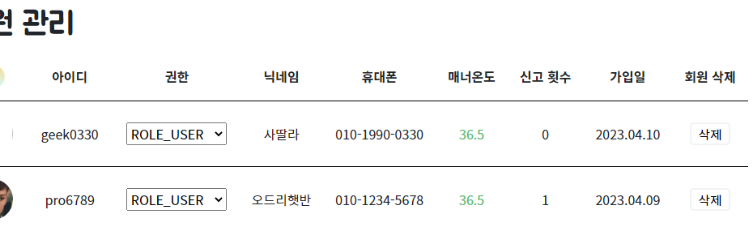 원 관리
아이디 권한 닉네임 휴대폰 매너온도 신고 횟수 가입일 회원 삭제
geek0330 ROLE_USER 사딸라 010-1990-0330 36.5 0 2023.04.10 삭제
pro6789 ROLE_USER 오드리햇반 010-1234-5678 36.5 1 2023.04.09 삭제